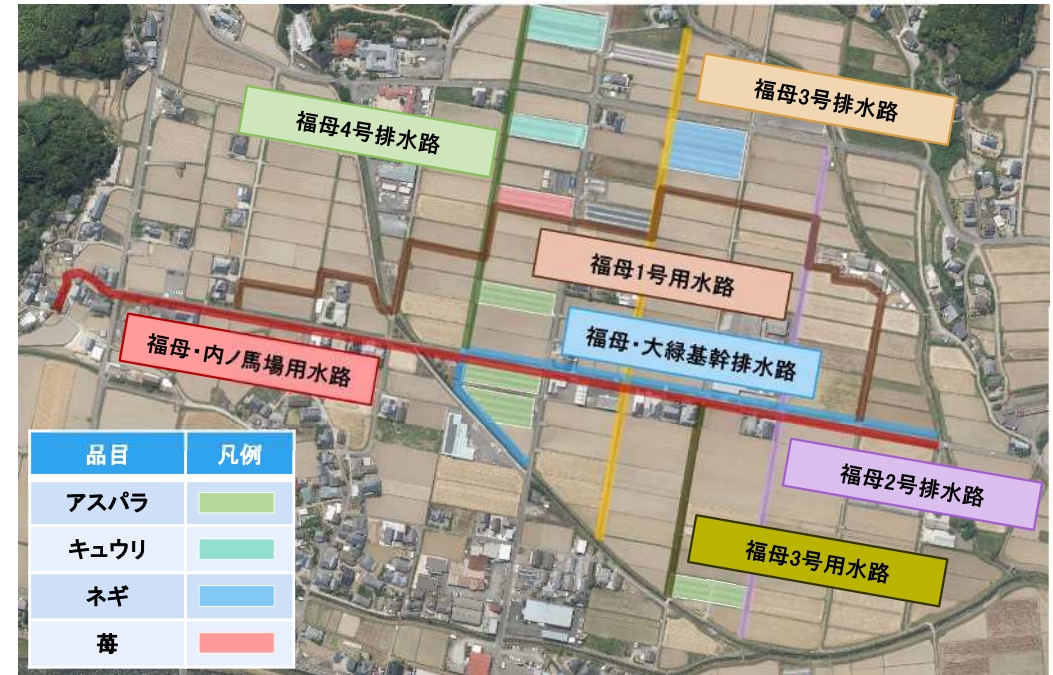 福母3号排水路
福母4号排水路
福母1号用水路
福母・内ノ馬場用水路
福母・大緑基幹排水路
福母2号排水路
福母3号用水路
品目 凡例
アスパラ
キュウリ
ネギ
苺